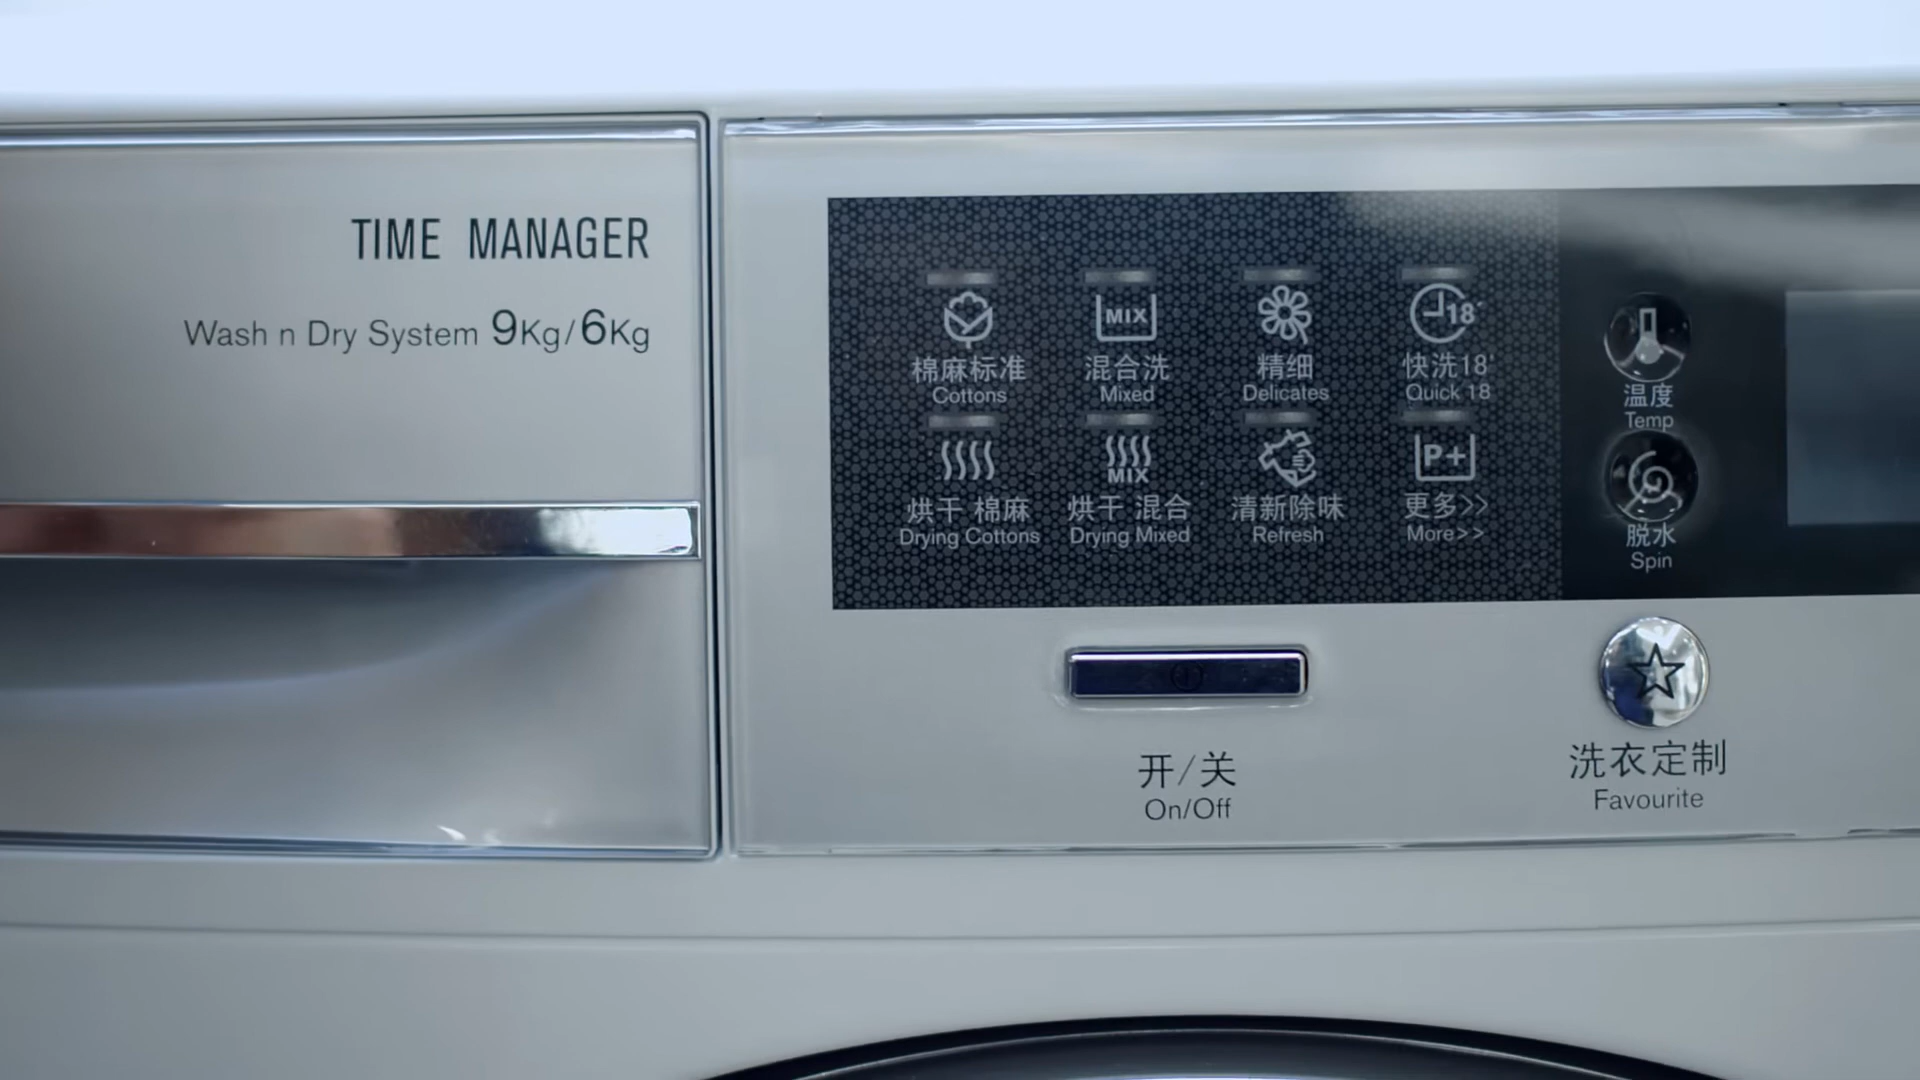 TIME MANAGER
Wash n Dry System 9Kg/6Kg
MIX
18'
棉麻标准
混合洗
精细
快洗18'
Cottons
Mixed
Delicates
Quick 18
温度
Temp
MIX
P+
烘干 棉麻
烘干 混合
清新除味
更多>>
Drying Cottons
Drying Mixed
Refresh
More>>
脱水
Spin
开/关
On/Off
洗衣定制
Favourite